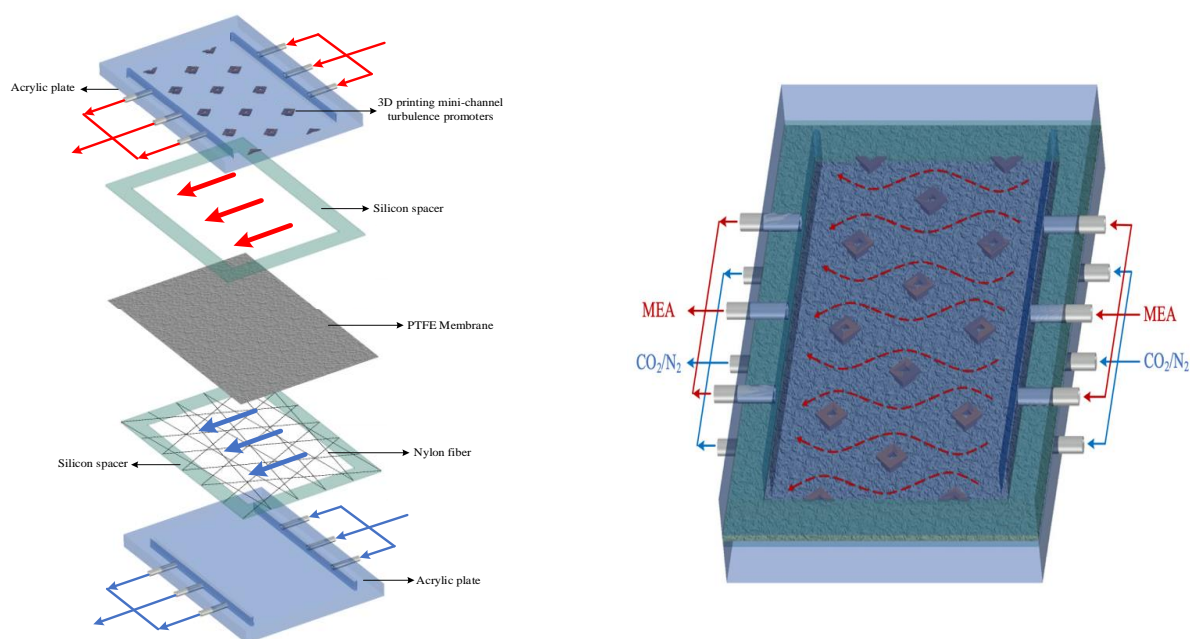 Acrylic plate
3D printing mini-channel
turbulence promoters
Silicon spacer
PTFE Membrane
Silicon spacer
Nylon fiber
Acrylic plate
MEA
MEA
CO₂/N₂
CO₂/N₂